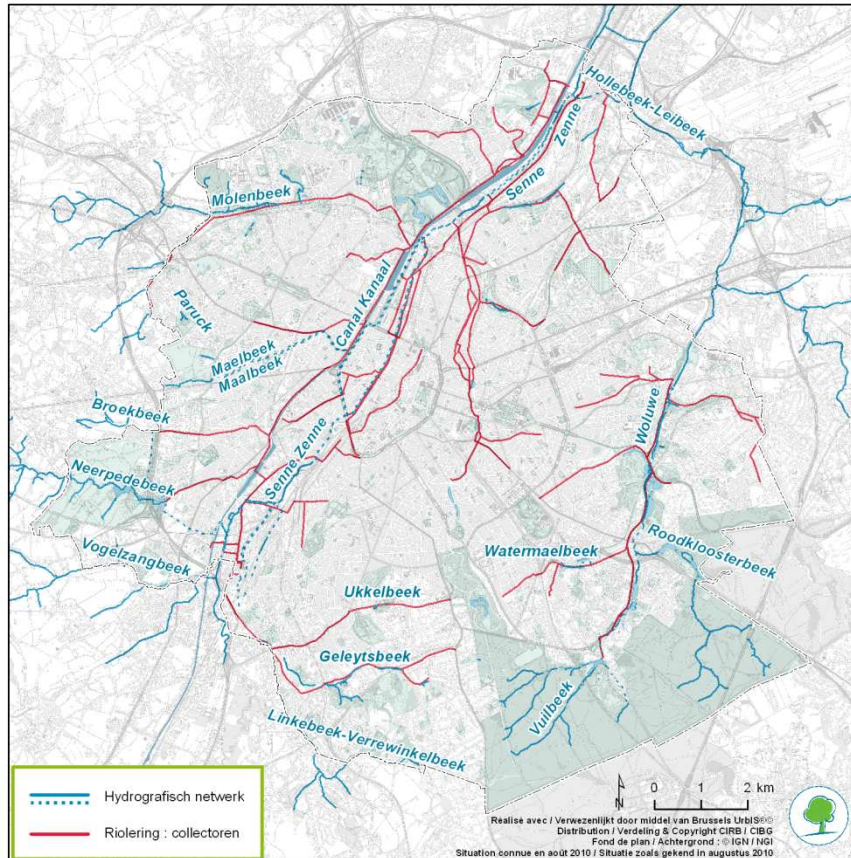 Hollebeek-Leibeek
Zenne
Senne
Molenbeek
Paruck
Canal Kanaal
Maelbeek
Maalbeek
Broekbeek
Woluwe
Senne Zenne
Neerpedebeek
Roodkloosterbeek
Vogelzangbeek
Watermaelbeek
Ukkelbeek
Geleytsbeek
Vuilbeek
Linkebeek-Verrewinkelbeek
Hydrografisch netwerk
Riolering : collectoren
N
0 1 2 km
Réalisé avec / Verwezenlijkt door middel van Brussels UrbIS®©
Distribution / Verdeling & Copyright CIRB / CIBG
Fond de plan / Achtergrond : © IGN / NGI
Situation connue en août 2010 / Situatie zoals gekend in augustus 2010